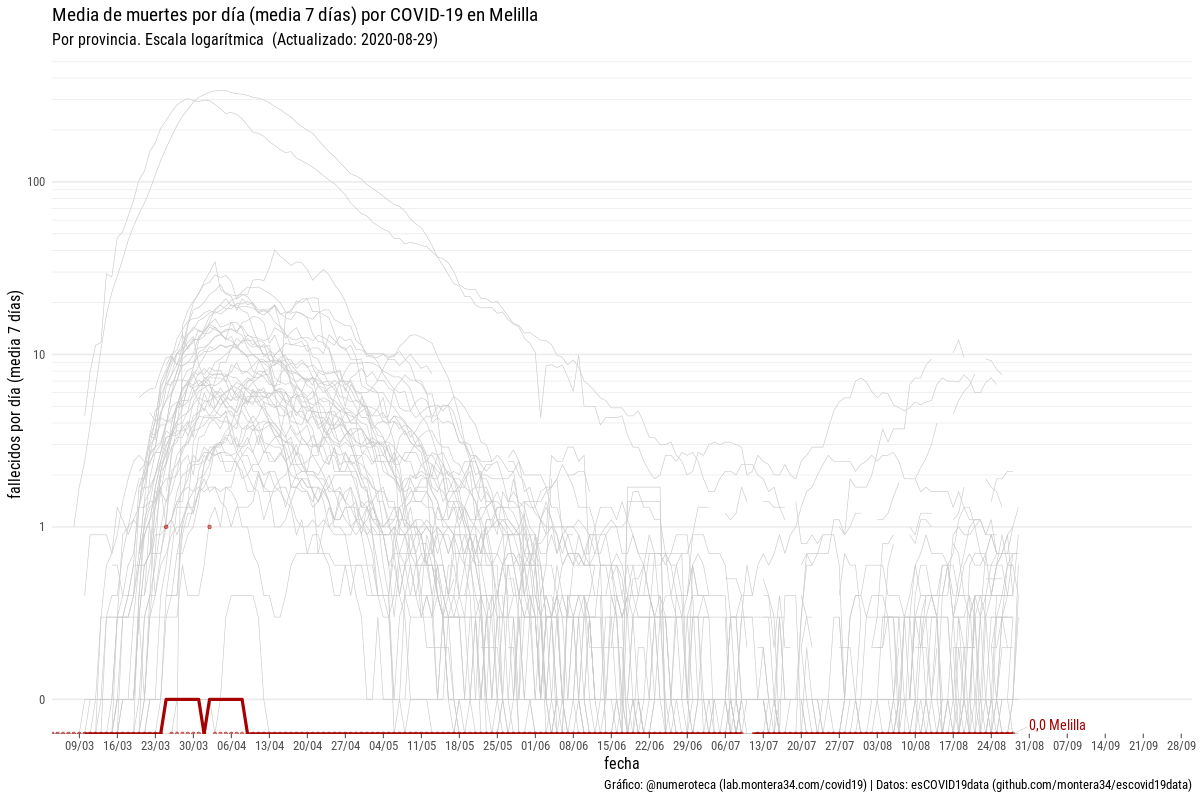 Media de muertes por día (media 7 días) por COVID-19 en Melilla
Por provincia. Escala logarítmica (Actualizado: 2020-08-29)
fallecidos por día (media 7 días)
100
10
1
0
0,0 Melilla
09/03 16/03 23/03 30/03 06/04 13/04 20/04 27/04 04/05 11/05 18/05 25/05 01/06 08/06 15/06 22/06 29/06 06/07 13/07 20/07 27/07 03/08 10/08 17/08 24/08 31/08 07/09 14/09 21/09 28/09
fecha
Gráfico: @numeroteca (lab.montera34.com/covid19) | Datos: esCOVID19data (github.com/montera34/escovid19data)